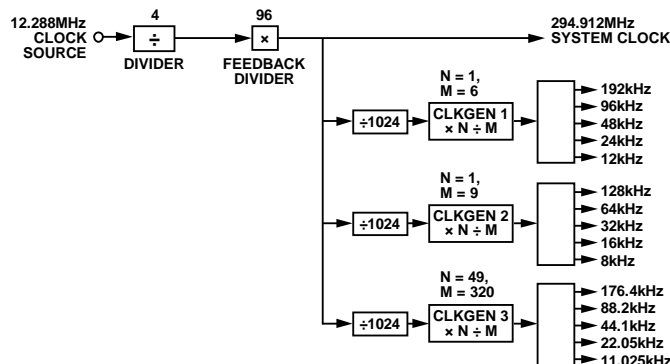 12.288MHz
CLOCK
SOURCE
4
÷
DIVIDER
96
×
FEEDBACK
DIVIDER
294.912MHz
SYSTEM CLOCK
N = 1,
M = 6
÷1024
CLKGEN 1
× N ÷ M
192kHz
96kHz
48kHz
24kHz
12kHz
N = 1,
M = 9
÷1024
CLKGEN 2
× N ÷ M
128kHz
64kHz
32kHz
16kHz
8kHz
N = 49,
M = 320
÷1024
CLKGEN 3
× N ÷ M
176.4kHz
88.2kHz
44.1kHz
22.05kHz
11.025kHz